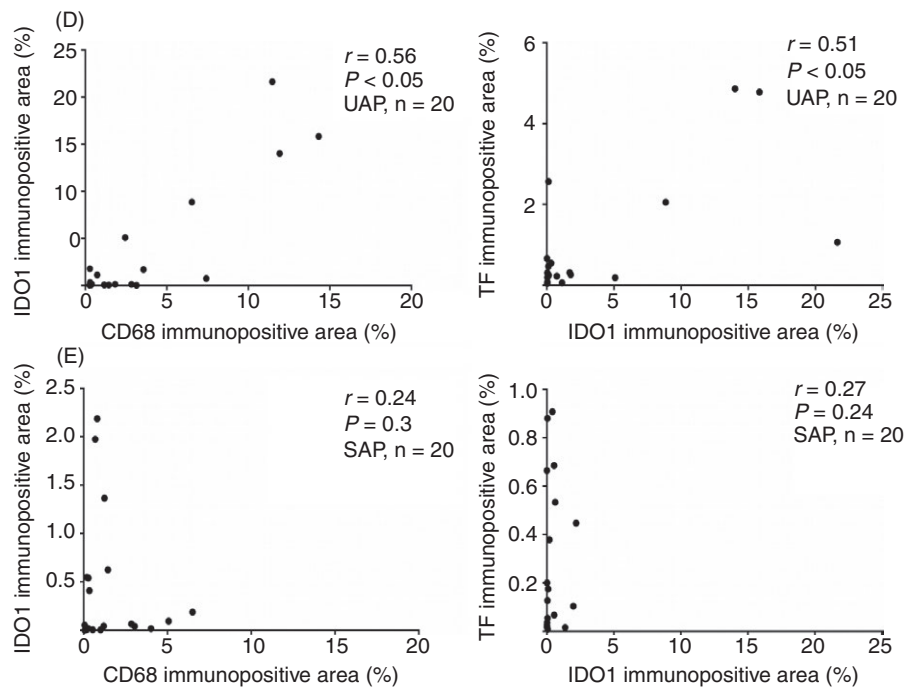 (D)
IDO1 immunopositive area (%)
25
20
15
10
0
r = 0.56
P < 0.05
UAP, n = 20
0
5
10
15
20
CD68 immunopositive area (%)
TF immunopositive area (%)
6
4
2
r = 0.51
P < 0.05
UAP, n = 20
0
5
10
15
20
25
IDO1 immunopositive area (%)
(E)
IDO1 immunopositive area (%)
2.5
2.0
1.5
1.0
0.5
r = 0.24
P = 0.3
SAP, n = 20
0
5
10
15
20
CD68 immunopositive area (%)
TF immunopositive area (%)
1.0
0.8
0.6
0.4
0.2
r = 0.27
P = 0.24
SAP, n = 20
0
5
10
15
20
25
IDO1 immunopositive area (%)